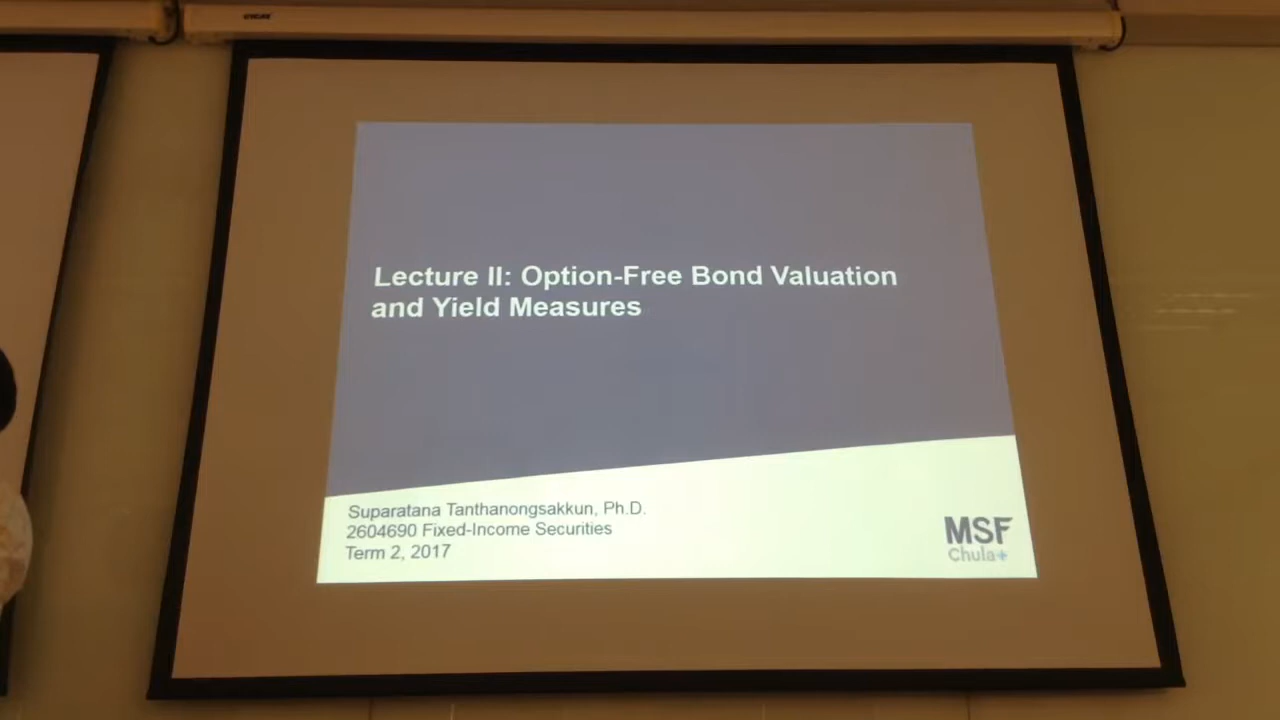 Lecture II: Option-Free Bond Valuation
and Yield Measures
Suparatana Tanthanongsakkun, Ph.D.
2604690 Fixed-Income Securities
Term 2, 2017
MSF
Chula+